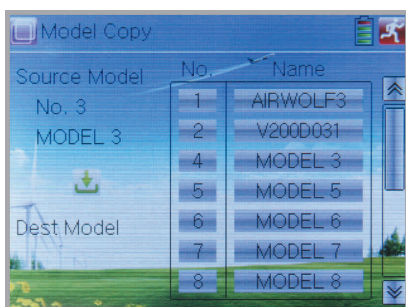 Model Copy
Source Model
No. 3
MODEL 3
Dest Model
No. Name
1 AIRWOLF3
2 V200D031
4 MODEL 3
5 MODEL 5
6 MODEL 6
7 MODEL 7
8 MODEL 8